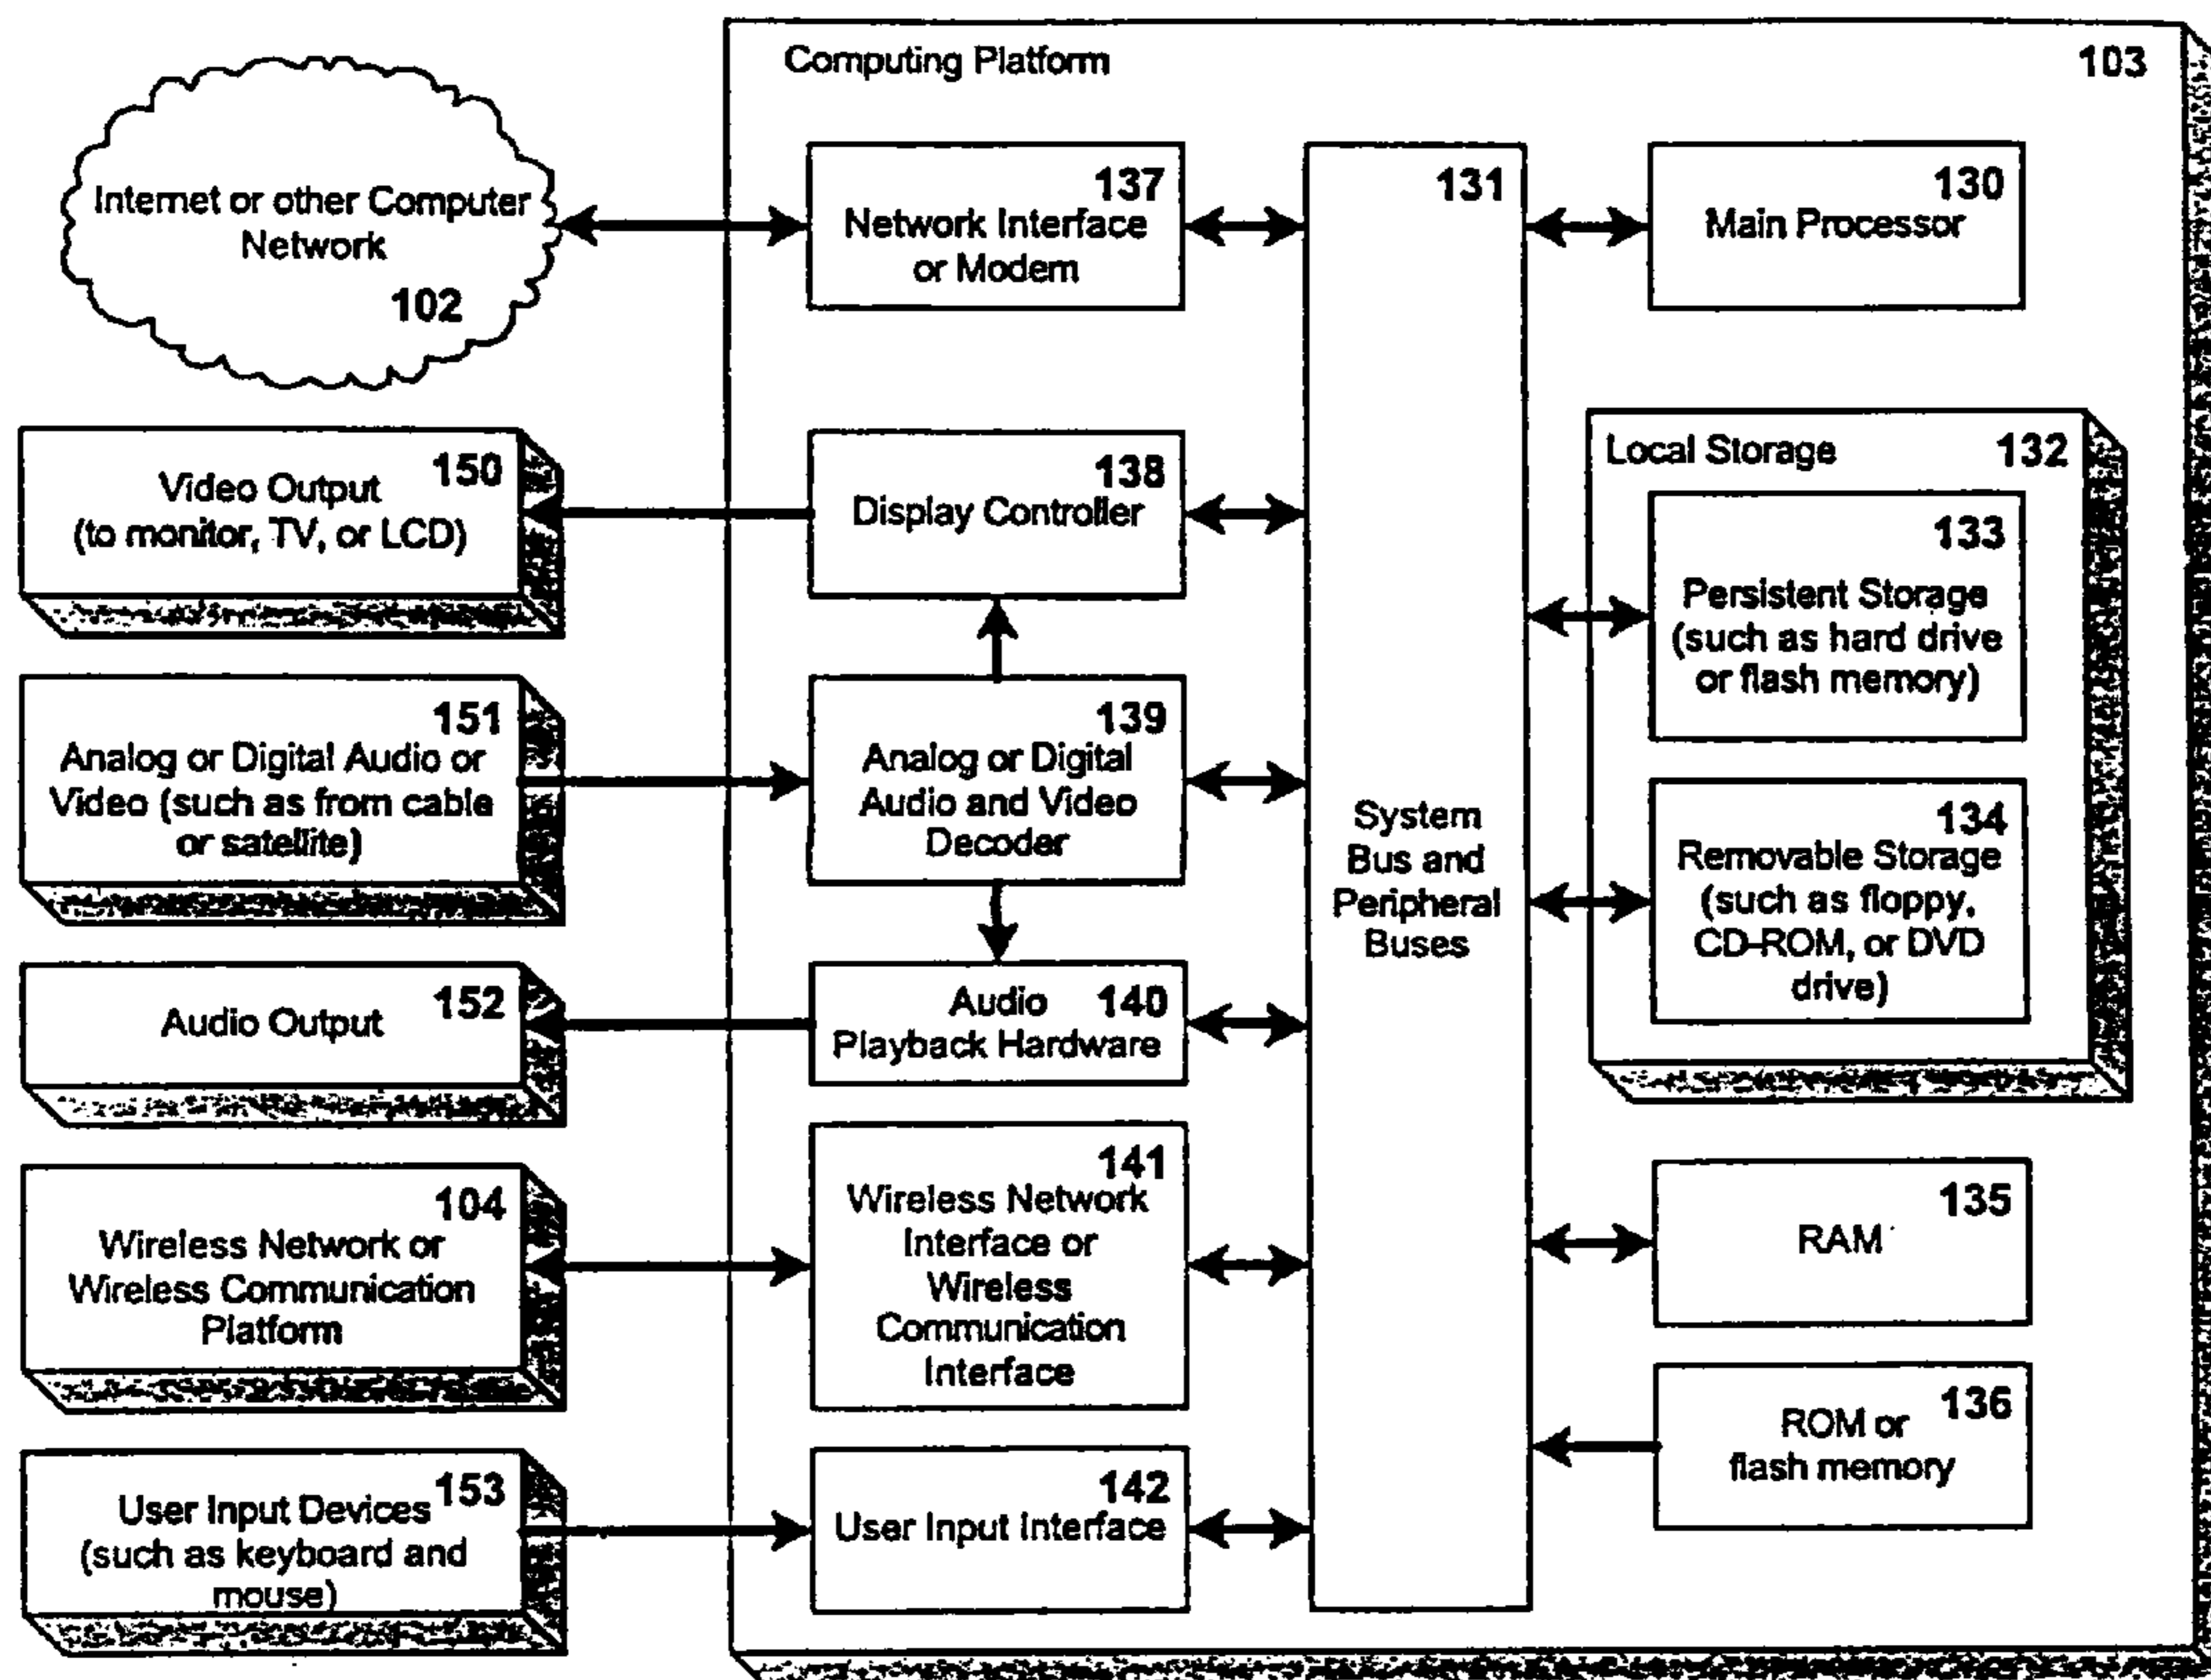 Computing Platform
103
Internet or other Computer
Network
102
137
Network Interface
or Modem
131
System
Bus and
Peripheral
Buses
130
Main Processor
150
Video Output
(to monitor, TV, or LCD)
138
Display Controller
Local Storage
132
133
Persistent Storage
(such as hard drive
or flash memory)
151
Analog or Digital Audio or
Video (such as from cable
or satellite)
139
Analog or Digital
Audio and Video
Decoder
134
Removable Storage
(such as floppy,
CD-ROM, or DVD
drive)
152
Audio Output
Audio 140
Playback Hardware
104
Wireless Network or
Wireless Communication
Platform
141
Wireless Network
Interface or
Wireless
Communication
Interface
135
RAM
136
ROM or
flash memory
153
User Input Devices
(such as keyboard and
mouse)
142
User Input Interface